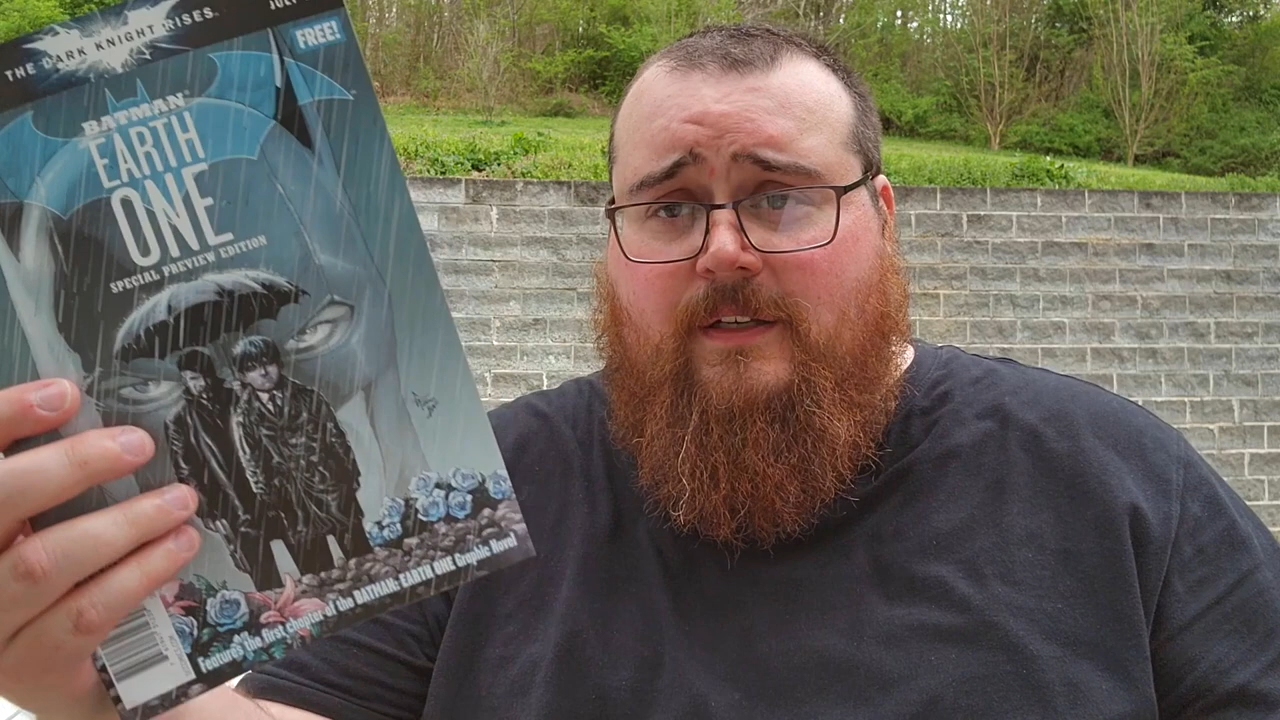 THE DARK KNIGHT RISES™
FREE!
BATMAN
EARTH
ONE
SPECIAL PREVIEW EDITION
Features the first chapter of the BATMAN: EARTH ONE Graphic Novel